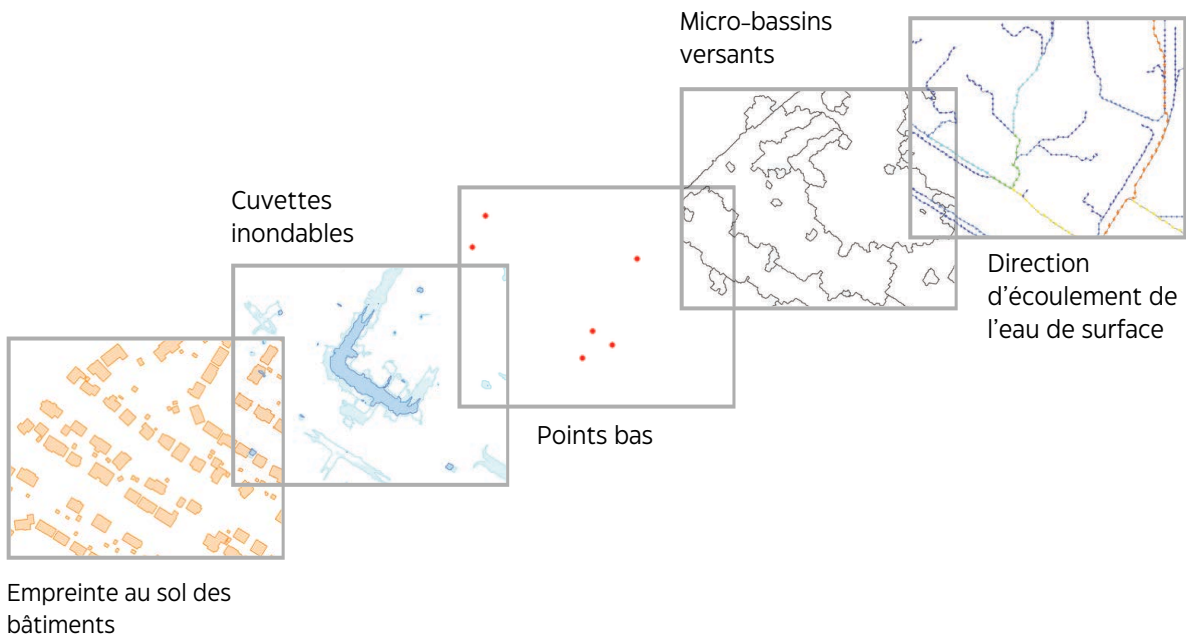 Micro-bassins
versants
Cuvettes
inondables
Direction
d'écoulement de
l'eau de surface
Points bas
Empreinte au sol des
bâtiments